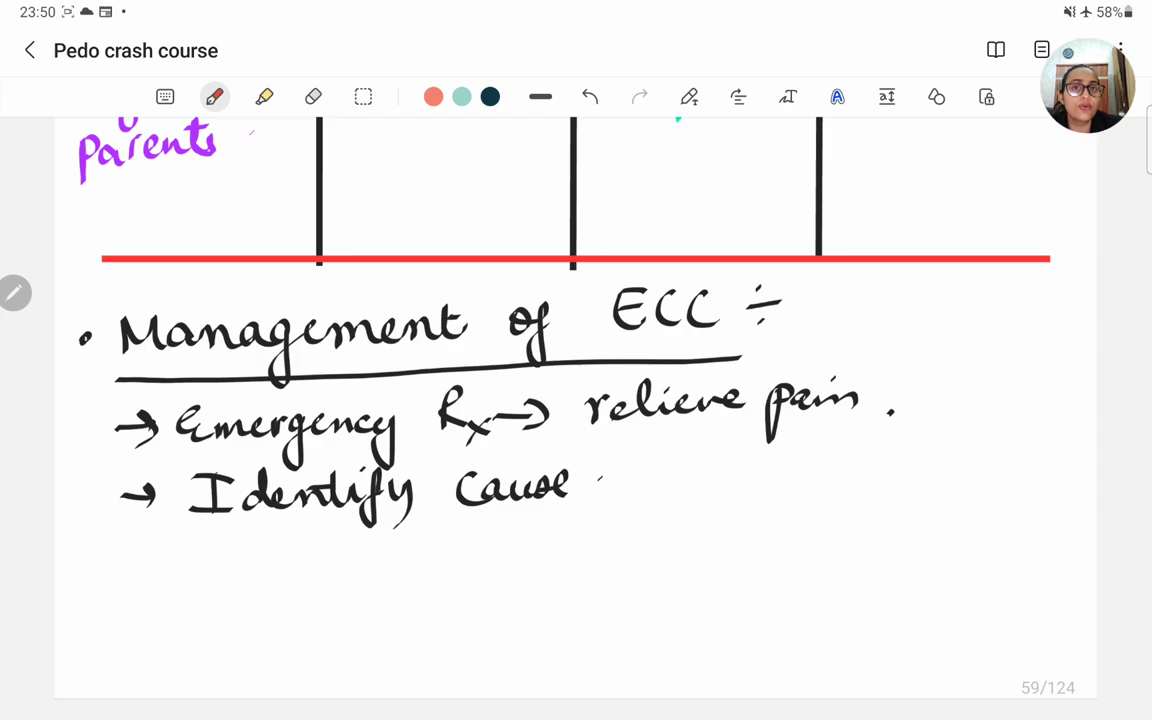 23:50 58%
Pedo crash course
parents
• Management of ECC ÷
→ Emergency Rx → relieve pain.
→ Identify cause
59/124